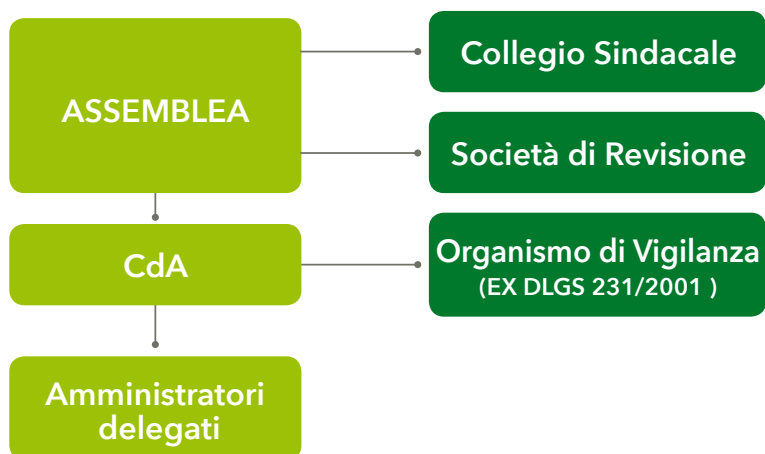 ASSEMBLEA
Collegio Sindacale
Società di Revisione
CdA
Organismo di Vigilanza
(EX DLGS 231/2001 )
Amministratori
delegati